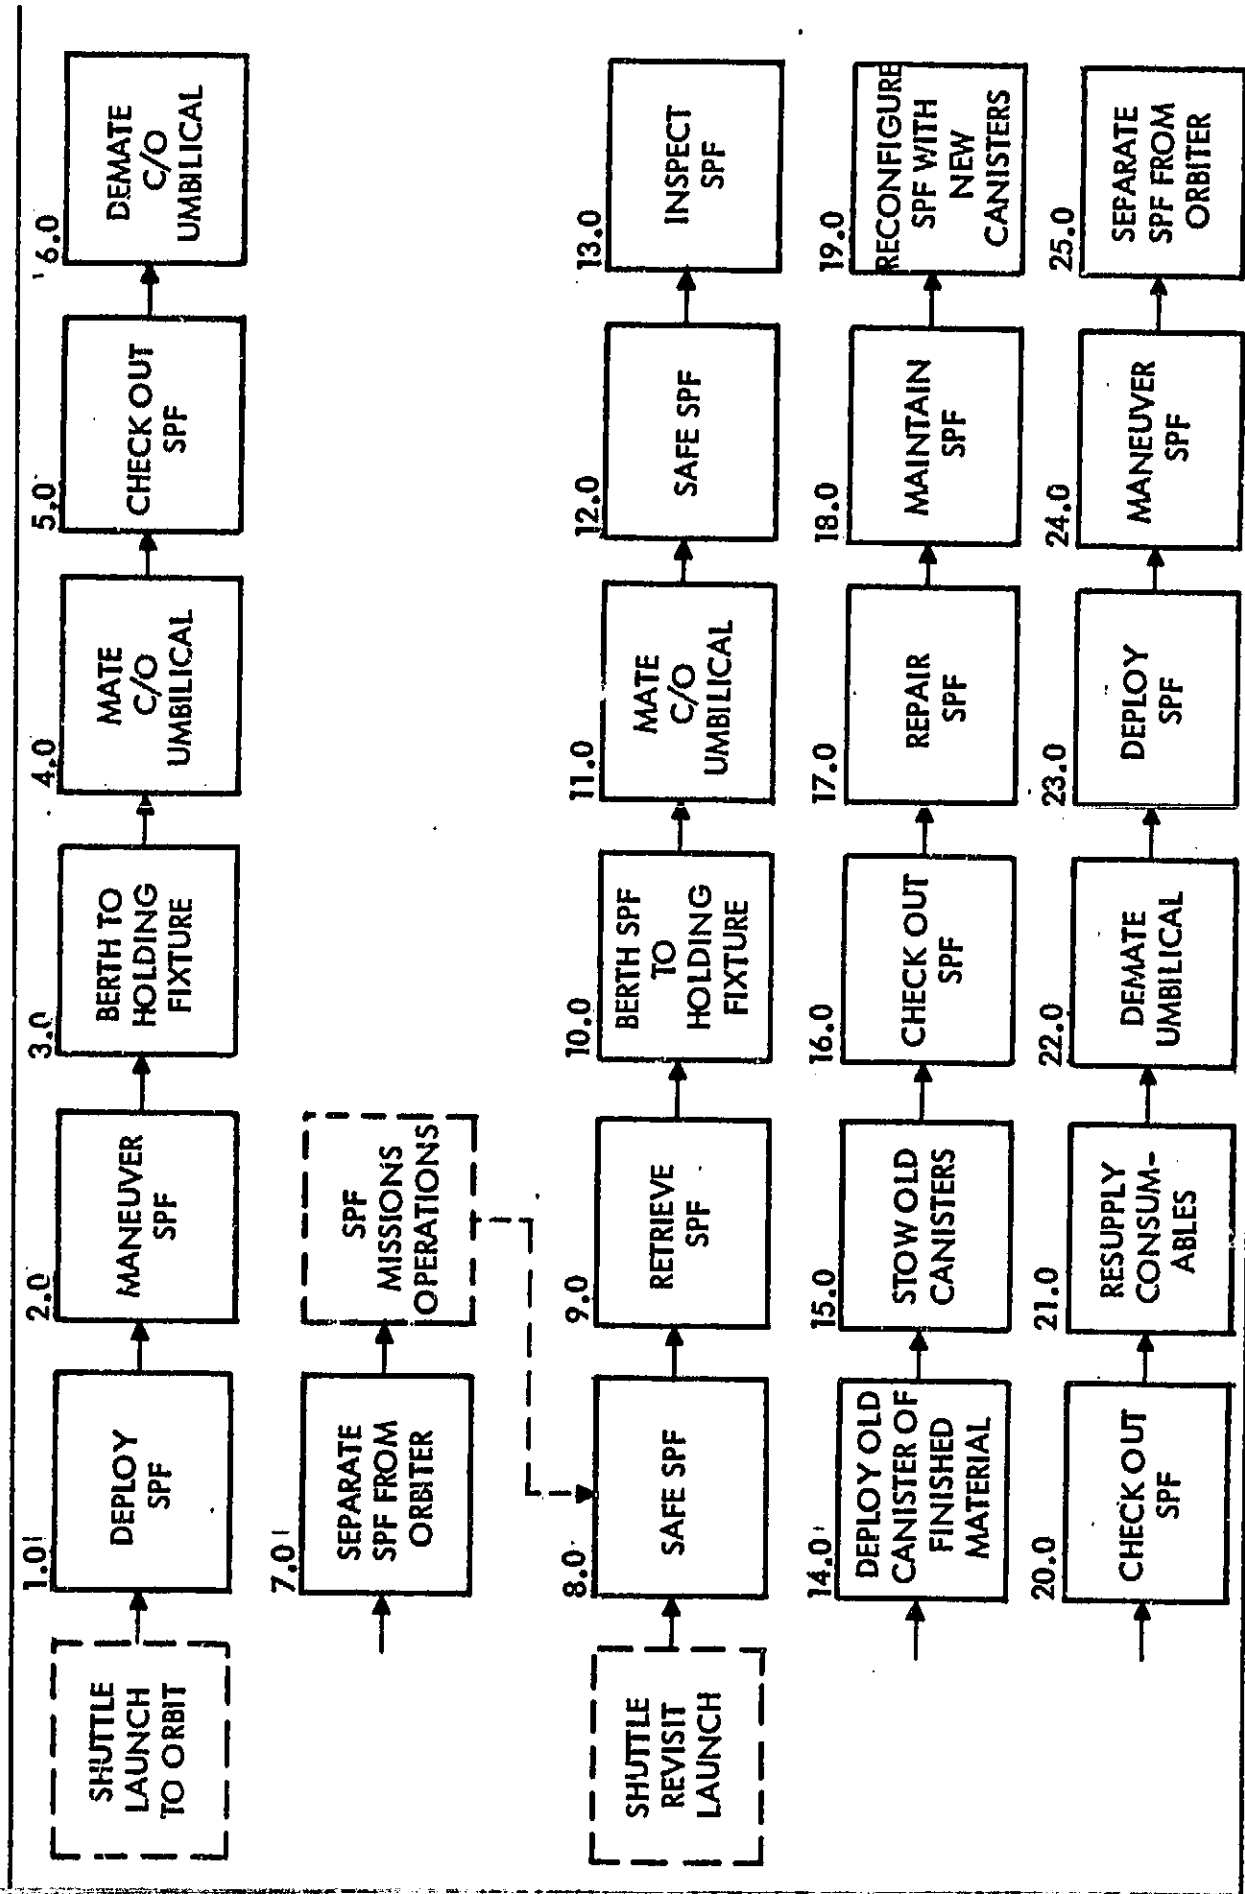 SHUTTLE
LAUNCH
TO ORBIT
1.0
DEPLOY
SPF
2.0
MANEUVER
SPF
3.0
BERTH TO
HOLDING
FIXTURE
4.0
MATE
C/O
UMBILICAL
5.0
CHECK OUT
SPF
6.0
DEMATE
C/O
UMBILICAL
7.0
SEPARATE
SPF FROM
ORBITER
SPF
MISSIONS
OPERATIONS
SHUTTLE
REVISIT
LAUNCH
8.0
SAFE SPF
9.0
RETRIEVE
SPF
10.0
BERTH SPF
TO
HOLDING
FIXTURE
11.0
MATE
C/O
UMBILICAL
12.0
SAFE SPF
13.0
INSPECT
SPF
14.0
DEPLOY OLD
CANISTER OF
FINISHED
MATERIAL
15.0
STOW OLD
CANISTERS
16.0
CHECK OUT
SPF
17.0
REPAIR
SPF
18.0
MAINTAIN
SPF
19.0
RECONFIGURE
SPF WITH
NEW
CANISTERS
20.0
CHECK OUT
SPF
21.0
RESUPPLY
CONSUM-
ABLES
22.0
DEMATE
UMBILICAL
23.0
DEPLOY
SPF
24.0
MANEUVER
SPF
25.0
SEPARATE
SPF FROM
ORBITER